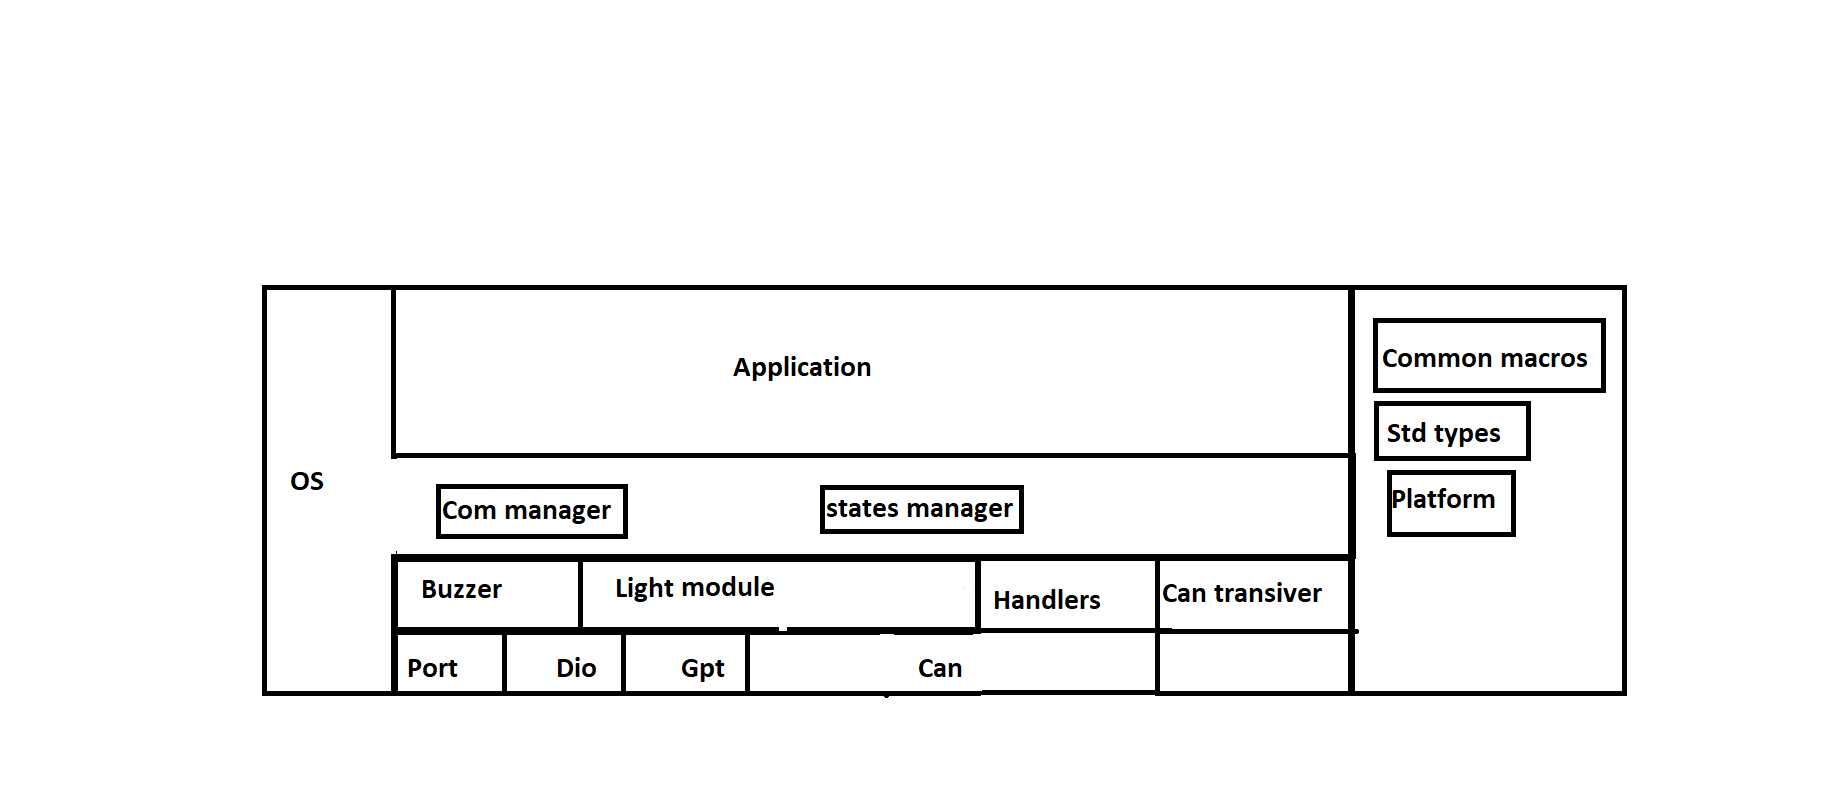 Application
Common macros
Std types
OS
Com manager
states manager
Platform
Buzzer
Light module
Handlers
Can transiver
Port
Dio
Gpt
Can